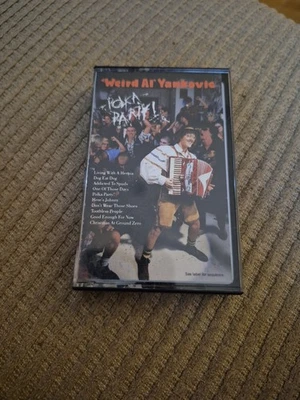 "Weird Al" Yankovic
POLKA
PARTY!
Living With A Hernia
Dog Eat Dog
Addicted To Spuds
One Of Those Days
Polka Party!
Here's Johnny
Don't Wear Those Shoes
Toothless People
Good Enough For Now
Christmas At Ground Zero